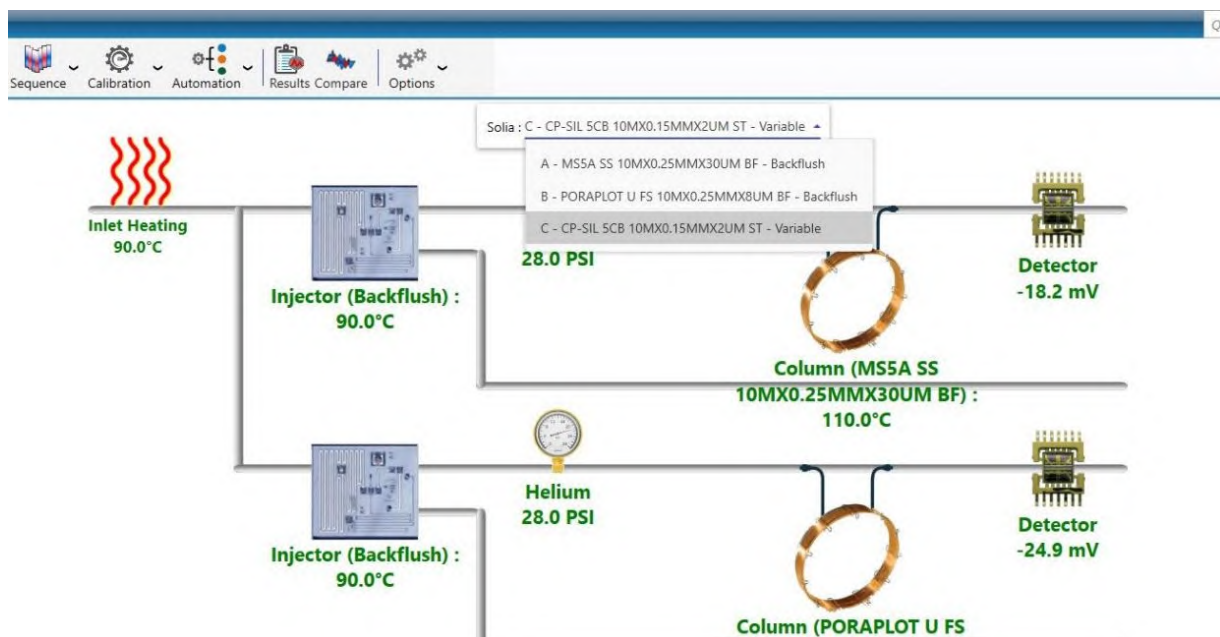 Q
Sequence Calibration Automation Results Compare Options
Solia : C - CP-SIL 5CB 10MX0.15MMX2UM ST - Variable
A - MS5A SS 10MX0.25MMX30UM BF - Backflush
B - PORAPLOT U FS 10MX0.25MMX8UM BF - Backflush
C - CP-SIL 5CB 10MX0.15MMX2UM ST - Variable
Inlet Heating
90.0°C
28.0 PSI
Detector
-18.2 mV
Injector (Backflush) :
90.0°C
Column (MS5A SS
10MX0.25MMX30UM BF) :
110.0°C
Helium
28.0 PSI
Detector
-24.9 mV
Injector (Backflush) :
90.0°C
Column (PORAPLOT U FS